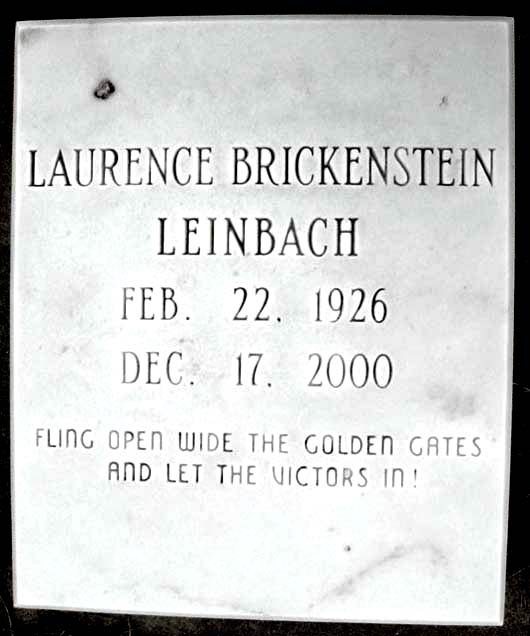 LAURENCE BRICKENSTEIN
LEINBACH
FEB. 22, 1926
DEC. 17, 2000
FLING OPEN WIDE THE GOLDEN GATES
AND LET THE VICTORS IN!